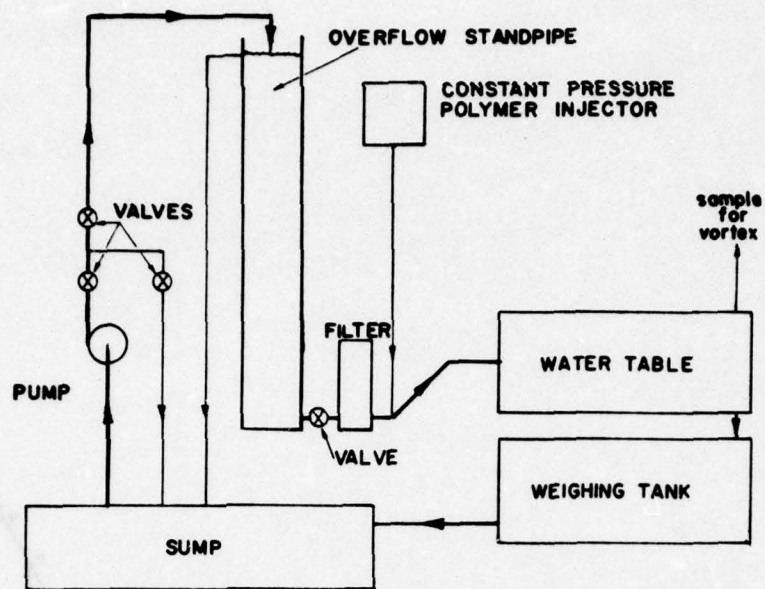 OVERFLOW STANDPIPE
CONSTANT PRESSURE
POLYMER INJECTOR
VALVES
sample
for
vortex
FILTER
WATER TABLE
PUMP
VALVE
WEIGHING TANK
SUMP